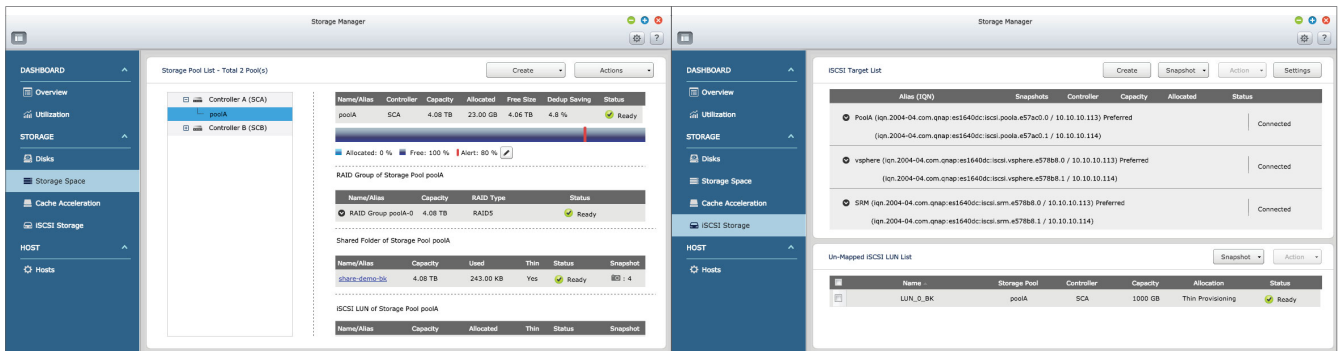 Storage Manager
?
DASHBOARD
Overview
Utilization
STORAGE
Disks
Storage Space
Cache Acceleration
iSCSI Storage
HOST
Hosts
Storage Pool List - Total 2 Pool(s)
Create
Actions
Controller A (SCA)
poolA
Controller B (SCB)
Name/Alias Controller Capacity Allocated Free Size Dedup Saving Status
poolA SCA 4.08 TB 23.00 GB 4.06 TB 4.8 % Ready
Allocated: 0 % Free: 100 % Alert: 80 %
RAID Group of Storage Pool poolA
Name/Alias Capacity RAID Type Status
RAID Group poolA-0 4.08 TB RAID5 Ready
Shared Folder of Storage Pool poolA
Name/Alias Capacity Used Thin Status Snapshot
share-demo-bk 4.08 TB 243.00 KB Yes Ready : 4
iSCSI LUN of Storage Pool poolA
Name/Alias Capacity Allocated Thin Status Snapshot
Storage Manager
?
DASHBOARD
Overview
Utilization
STORAGE
Disks
Storage Space
Cache Acceleration
iSCSI Storage
HOST
Hosts
iSCSI Target List
Create Snapshot Action Settings
Alias (IQN) Snapshots Controller Capacity Allocated Status
PoolA (iqn.2004-04.com.qnap:es1640dc:iscsi.poola.e57ac0.0 / 10.10.10.113) Preferred
(iqn.2004-04.com.qnap:es1640dc:iscsi.poola.e57ac0.1 / 10.10.10.114)
Connected
vsphere (iqn.2004-04.com.qnap:es1640dc:iscsi.vsphere.e578b8.0 / 10.10.10.113) Preferred
(iqn.2004-04.com.qnap:es1640dc:iscsi.vsphere.e578b8.1 / 10.10.10.114)
Connected
SRM (iqn.2004-04.com.qnap:es1640dc:iscsi.srm.e578b8.0 / 10.10.10.113) Preferred
(iqn.2004-04.com.qnap:es1640dc:iscsi.srm.e578b8.1 / 10.10.10.114)
Connected
Un-Mapped iSCSI LUN List
Snapshot Action
Name Storage Pool Controller Capacity Allocation Status
LUN_0_BK poolA SCA 1000 GB Thin Provisioning Ready